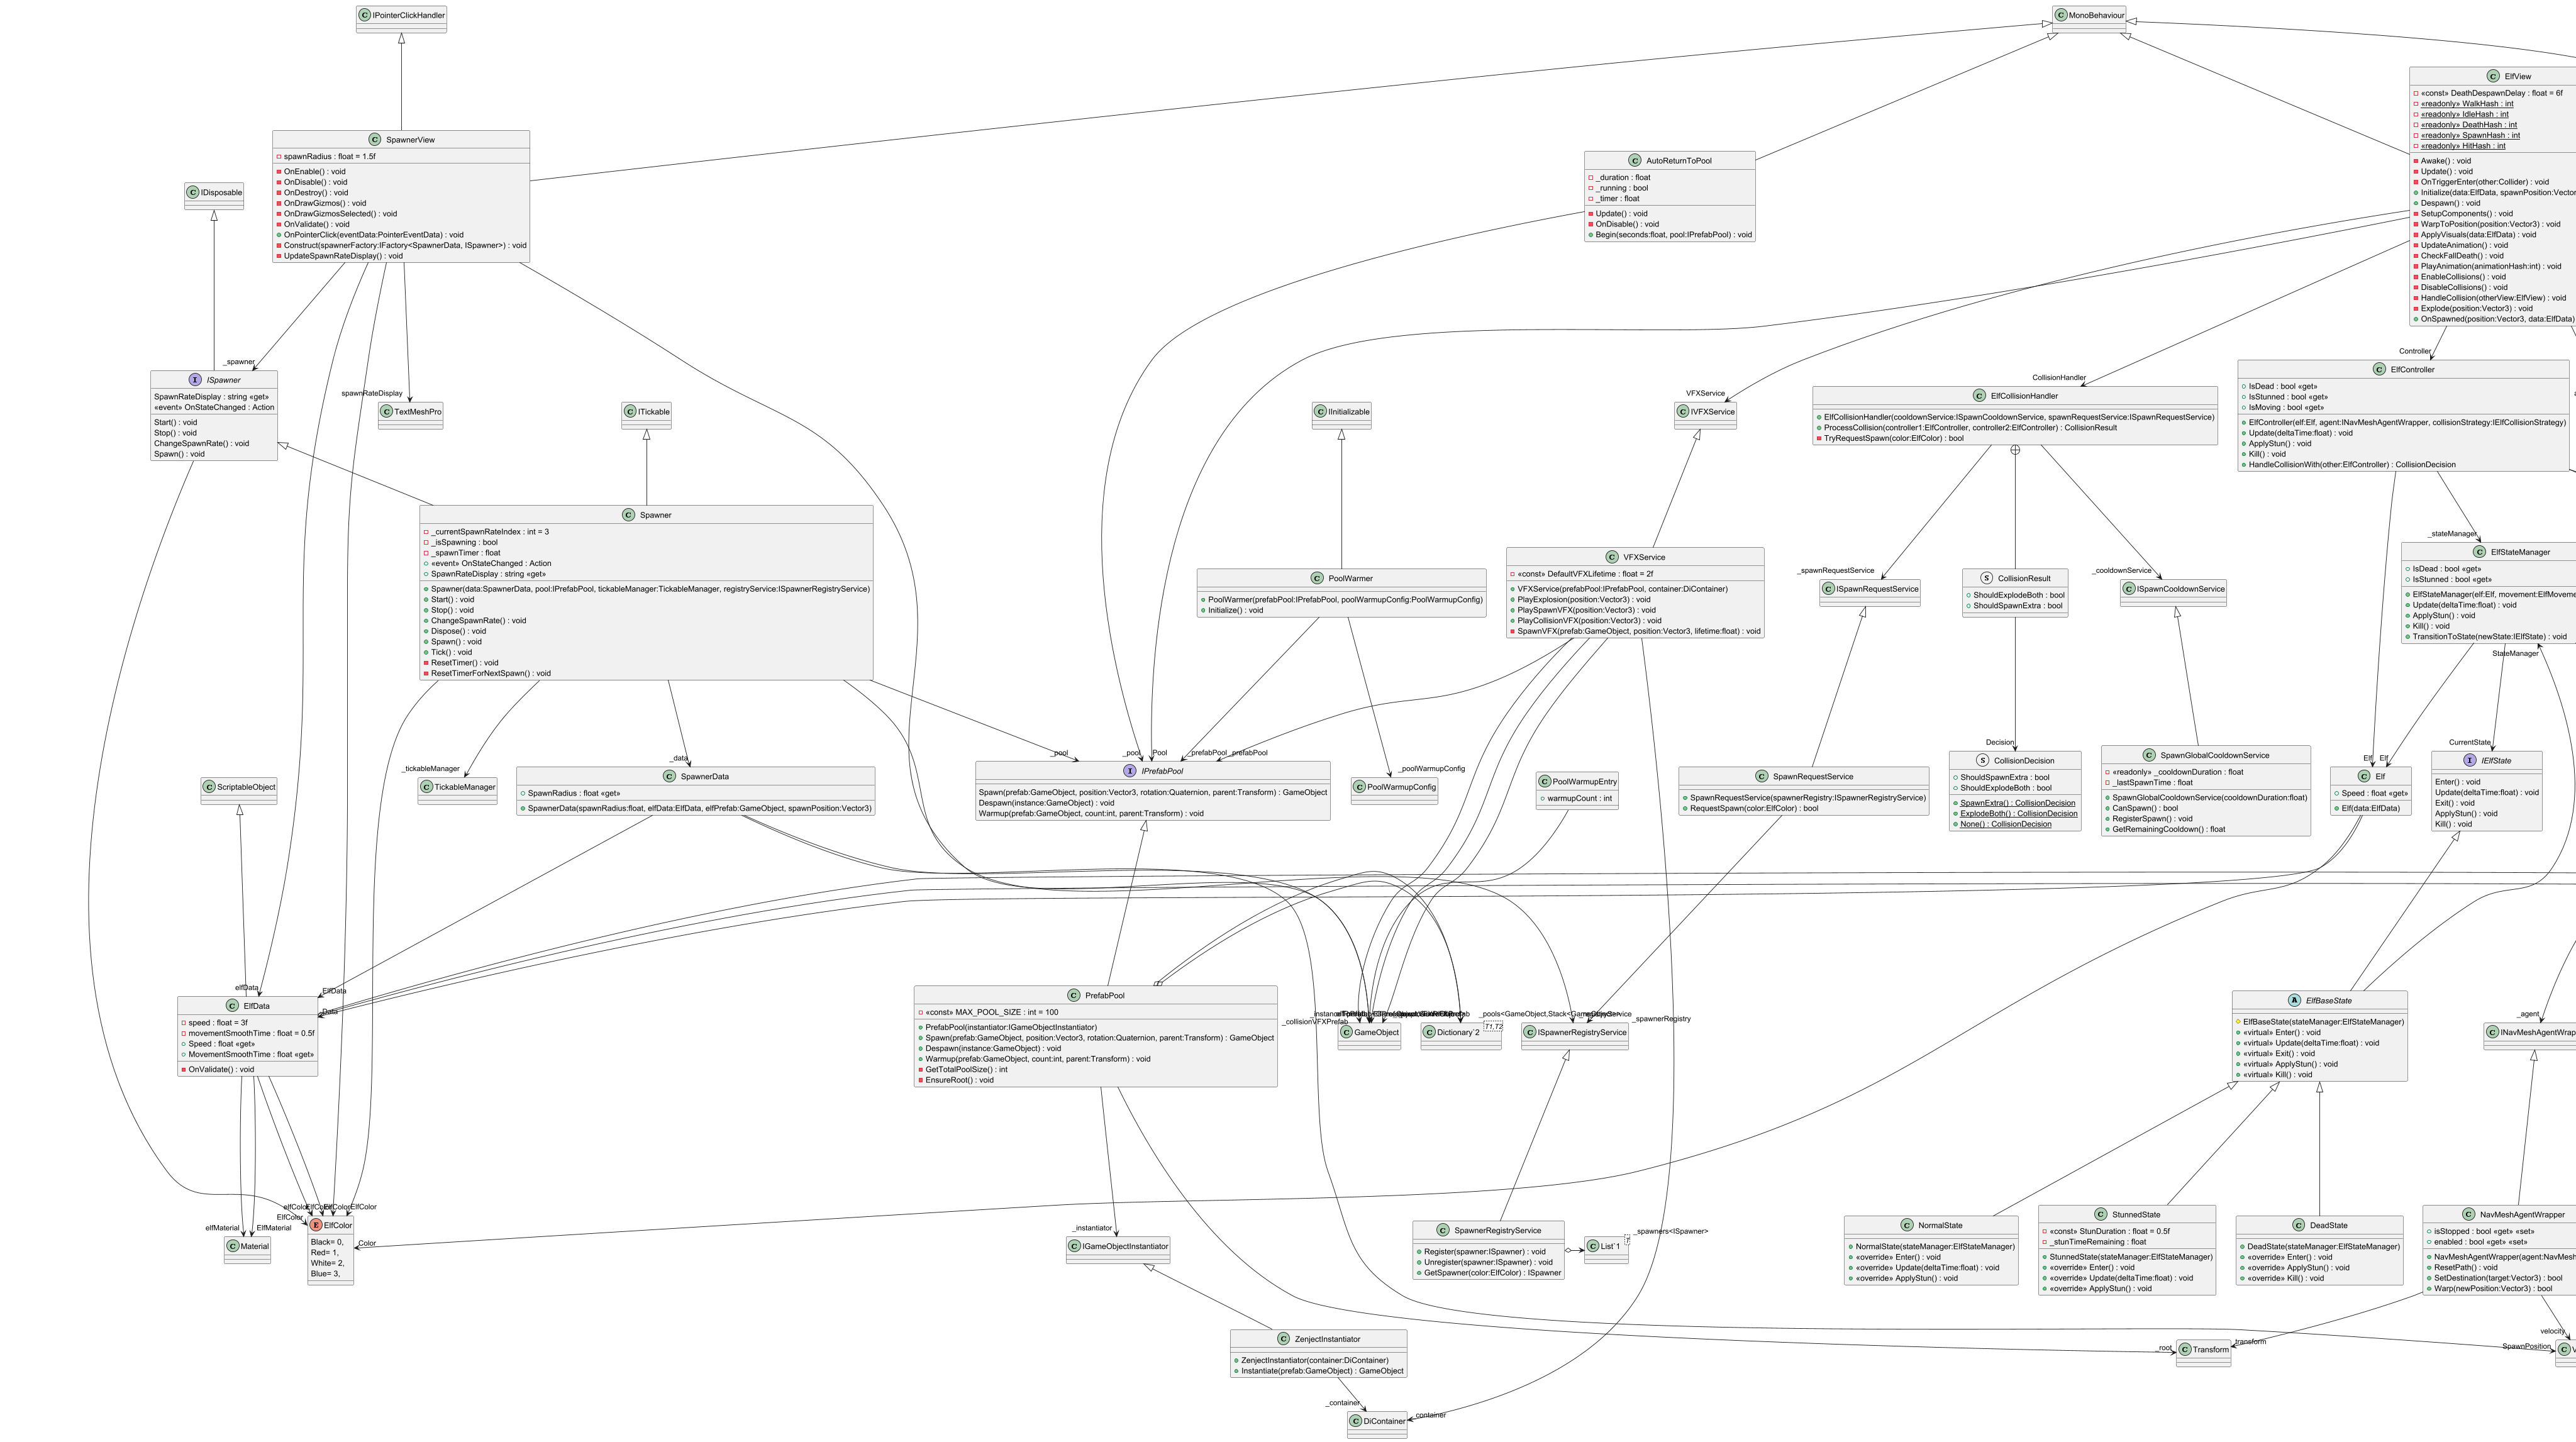 IPointerClickHandler
MonoBehaviour
ElfView
«const» DeathDespawnDelay : float = 6f
«readonly» WalkHash : int
«readonly» IdleHash : int
«readonly» DeathHash : int
«readonly» SpawnHash : int
«readonly» HitHash : int
Awake() : void
Update() : void
OnTriggerEnter(other:Collider) : void
Initialize(data:ElfData, spawnPosition:Vector
Despawn() : void
SetupComponents() : void
WarpToPosition(position:Vector3) : void
ApplyVisuals(data:ElfData) : void
UpdateAnimation() : void
CheckFallDeath() : void
PlayAnimation(animationHash:int) : void
EnableCollisions() : void
DisableCollisions() : void
HandleCollision(otherView:ElfView) : void
Explode(position:Vector3) : void
OnSpawned(position:Vector3, data:ElfData)
SpawnerView
spawnRadius : float = 1.5f
OnEnable() : void
OnDisable() : void
OnDestroy() : void
OnDrawGizmos() : void
OnDrawGizmosSelected() : void
OnValidate() : void
OnPointerClick(eventData:PointerEventData) : void
Construct(spawnerFactory:IFactory<SpawnerData, ISpawner>) : void
UpdateSpawnRateDisplay() : void
AutoReturnToPool
_duration : float
_running : bool
_timer : float
Update() : void
OnDisable() : void
Begin(seconds:float, pool:IPrefabPool) : void
IDisposable
_spawner
ISpawner
SpawnRateDisplay : string «get»
«event» OnStateChanged : Action
Start() : void
Stop() : void
ChangeSpawnRate() : void
Spawn() : void
spawnRateDisplay
TextMeshPro
ITickable
IInitializable
VFXService
IVFXService
CollisionHandler
ElfCollisionHandler
ElfCollisionHandler(cooldownService:ISpawnCooldownService, spawnRequestService:ISpawnRequestService)
ProcessCollision(controller1:ElfController, controller2:ElfController) : CollisionResult
TryRequestSpawn(color:ElfColor) : bool
Controller
ElfController
IsDead : bool «get»
IsStunned : bool «get»
IsMoving : bool «get»
ElfController(elf:Elf, agent:INavMeshAgentWrapper, collisionStrategy:IElfCollisionStrategy)
Update(deltaTime:float) : void
ApplyStun() : void
Kill() : void
HandleCollisionWith(other:ElfController) : CollisionDecision
Spawner
_currentSpawnRateIndex : int = 3
_isSpawning : bool
_spawnTimer : float
«event» OnStateChanged : Action
SpawnRateDisplay : string «get»
Spawner(data:SpawnerData, pool:IPrefabPool, tickableManager:TickableManager, registryService:ISpawnerRegistryService)
Start() : void
Stop() : void
ChangeSpawnRate() : void
Dispose() : void
Spawn() : void
Tick() : void
ResetTimer() : void
ResetTimerForNextSpawn() : void
PoolWarmer
PoolWarmer(prefabPool:IPrefabPool, poolWarmupConfig:PoolWarmupConfig)
Initialize() : void
VFXService
«const» DefaultVFXLifetime : float = 2f
VFXService(prefabPool:IPrefabPool, container:DiContainer)
PlayExplosion(position:Vector3) : void
PlaySpawnVFX(position:Vector3) : void
PlayCollisionVFX(position:Vector3) : void
SpawnVFX(prefab:GameObject, position:Vector3, lifetime:float) : void
_spawnRequestService
ISpawnRequestService
CollisionResult
ShouldExplodeBoth : bool
ShouldSpawnExtra : bool
_cooldownService
ISpawnCooldownService
_stateManager
ElfStateManager
IsDead : bool «get»
IsStunned : bool «get»
ElfStateManager(elf:Elf, movement:ElfMoveme
Update(deltaTime:float) : void
ApplyStun() : void
Kill() : void
TransitionToState(newState:IElfState) : void
StateManager
_tickableManager
TickableManager
_data
SpawnerData
SpawnRadius : float «get»
SpawnerData(spawnRadius:float, elfData:ElfData, elfPrefab:GameObject, spawnPosition:Vector3)
_pool
_pool
Pool
_prefabPool
_prefabPool
IPrefabPool
Spawn(prefab:GameObject, position:Vector3, rotation:Quaternion, parent:Transform) : GameObject
Despawn(instance:GameObject) : void
Warmup(prefab:GameObject, count:int, parent:Transform) : void
_poolWarmupConfig
PoolWarmupConfig
PoolWarmupEntry
warmupCount : int
SpawnRequestService
SpawnRequestService(spawnerRegistry:ISpawnerRegistryService)
RequestSpawn(color:ElfColor) : bool
Decision
CollisionDecision
ShouldSpawnExtra : bool
ShouldExplodeBoth : bool
SpawnExtra() : CollisionDecision
ExplodeBoth() : CollisionDecision
None() : CollisionDecision
SpawnGlobalCooldownService
«readonly» _cooldownDuration : float
_lastSpawnTime : float
SpawnGlobalCooldownService(cooldownDuration:float)
CanSpawn() : bool
RegisterSpawn() : void
GetRemainingCooldown() : float
Elf
Elf
Elf
Speed : float «get»
Elf(data:ElfData)
CurrentState
IElfState
Enter() : void
Update(deltaTime:float) : void
Exit() : void
ApplyStun() : void
Kill() : void
ScriptableObject
elfData
ElfData
Data
ElfData
speed : float = 3f
movementSmoothTime : float = 0.5f
Speed : float «get»
MovementSmoothTime : float «get»
OnValidate() : void
PrefabPool
«const» MAX_POOL_SIZE : int = 100
PrefabPool(instantiator:IGameObjectInstantiator)
Spawn(prefab:GameObject, position:Vector3, rotation:Quaternion, parent:Transform) : GameObject
Despawn(instance:GameObject) : void
Warmup(prefab:GameObject, count:int, parent:Transform) : void
GetTotalPoolSize() : int
EnsureRoot() : void
_collisionVFXPrefab
GameObject
Dictionary`2
T1,T2
ISpawnerRegistryService
_spawnerRegistry
ElfBaseState
ElfBaseState(stateManager:ElfStateManager)
«virtual» Enter() : void
«virtual» Update(deltaTime:float) : void
«virtual» Exit() : void
«virtual» ApplyStun() : void
«virtual» Kill() : void
_agent
INavMeshAgentWrap
elfMaterial
ElfMaterial
Material
ElfColor
ElfColor
ElfColor
Black= 0,
Red= 1,
White= 2,
Blue= 3,
Color
_instantiator
IGameObjectInstantiator
SpawnerRegistryService
Register(spawner:ISpawner) : void
Unregister(spawner:ISpawner) : void
GetSpawner(color:ElfColor) : ISpawner
_spawners<ISpawner>
List`1
T
NormalState
NormalState(stateManager:ElfStateManager)
«override» Enter() : void
«override» Update(deltaTime:float) : void
«override» ApplyStun() : void
StunnedState
«const» StunDuration : float = 0.5f
_stunTimeRemaining : float
StunnedState(stateManager:ElfStateManager)
«override» Enter() : void
«override» Update(deltaTime:float) : void
«override» ApplyStun() : void
DeadState
DeadState(stateManager:ElfStateManager)
«override» Enter() : void
«override» ApplyStun() : void
«override» Kill() : void
NavMeshAgentWrapper
isStopped : bool «get» «set»
enabled : bool «get» «set»
NavMeshAgentWrapper(agent:NavMesh
ResetPath() : void
SetDestination(target:Vector3) : bool
Warp(newPosition:Vector3) : bool
ZenjectInstantiator
ZenjectInstantiator(container:DiContainer)
Instantiate(prefab:GameObject) : GameObject
_root
Transform
transform
velocity
SpawnPosition
V
_container
DiContainer
container